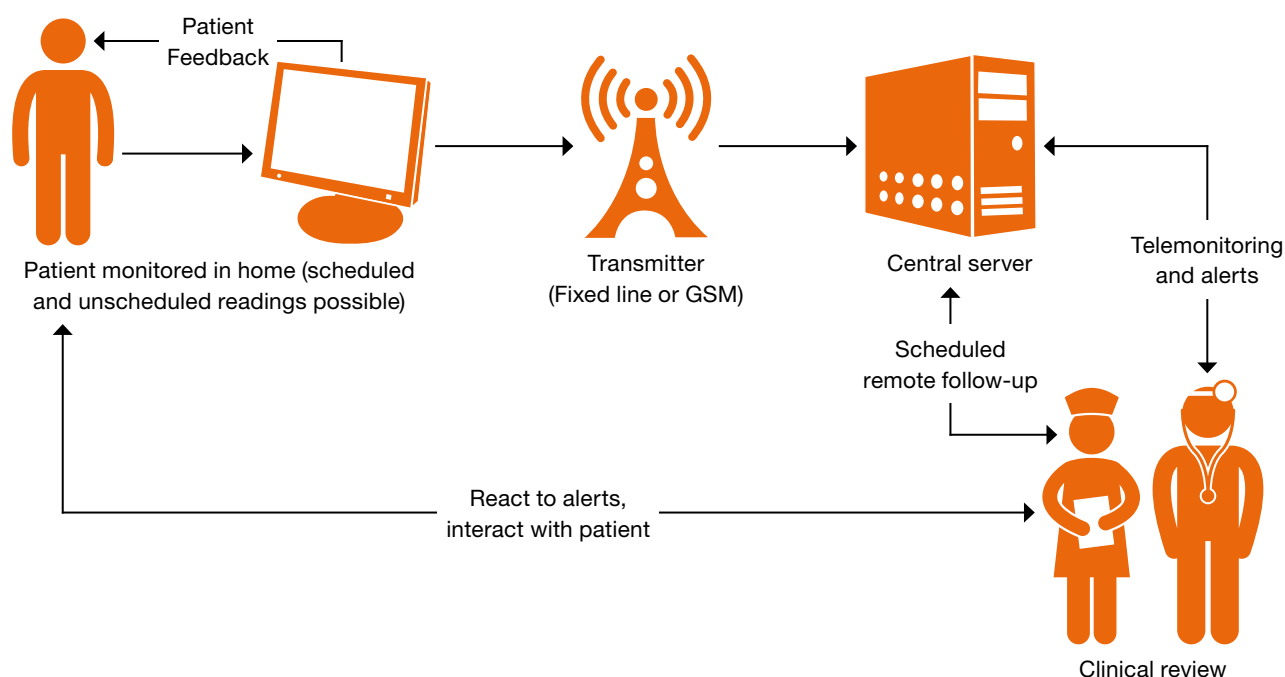 Patient
Feedback
Patient monitored in home (scheduled
and unscheduled readings possible)
Transmitter
(Fixed line or GSM)
Central server
Telemonitoring
and alerts
Scheduled
remote follow-up
React to alerts,
interact with patient
Clinical review